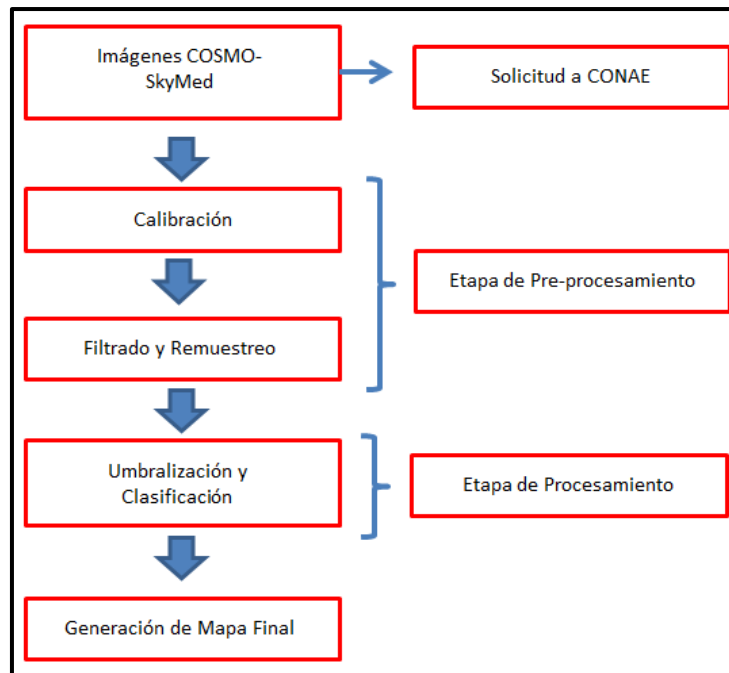 Imágenes COSMO-
SkyMed
Solicitud a CONAE
Calibración
Etapa de Pre-procesamiento
Filtrado y Remuestreo
Umbralización y
Clasificación
Etapa de Procesamiento
Generación de Mapa Final